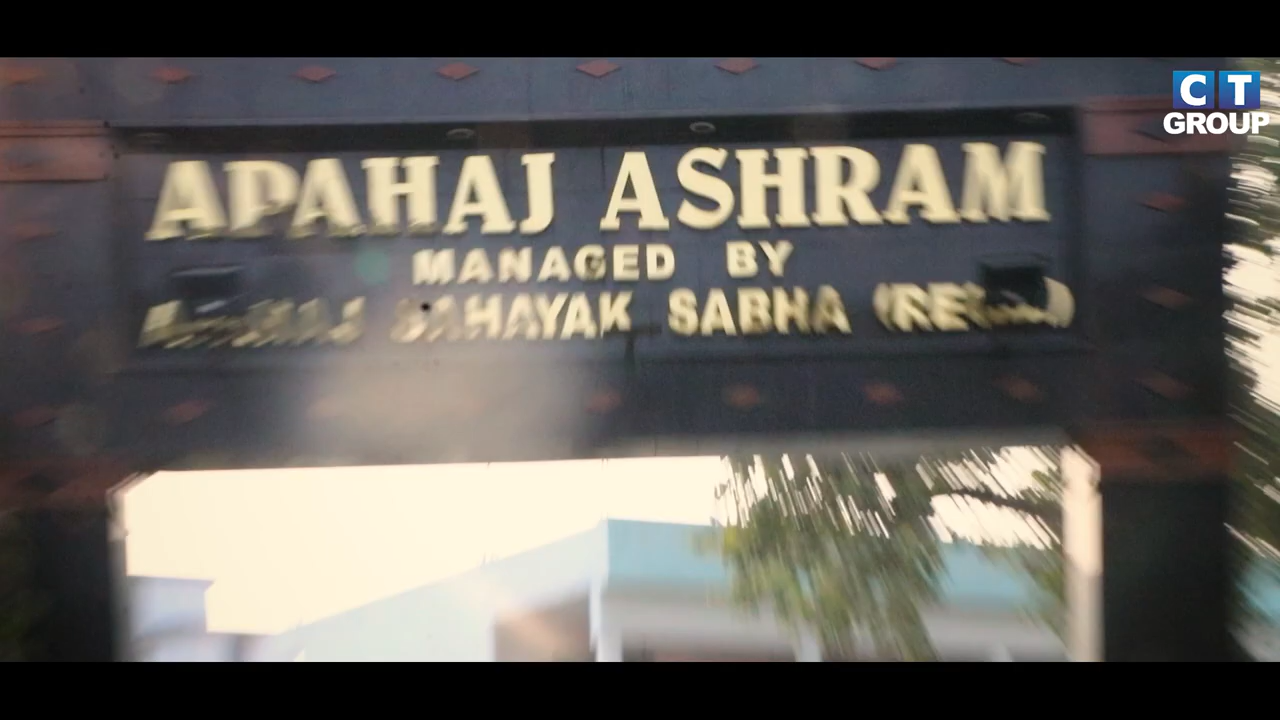 CT
GROUP
APAHAJ ASHRAM
MANAGED BY
SAHAYAK SABHA